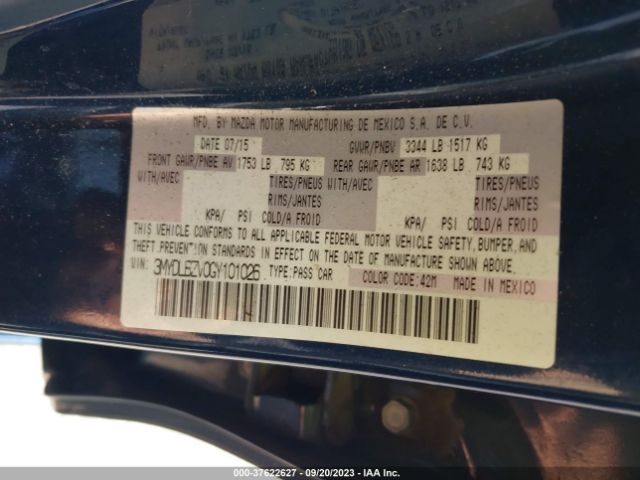 MFD. BY MAZDA MOTOR MANUFACTURING DE MEXICO S.A. DE C.V.
DATE 07/15 GVWR/PNBV 3344 LB 1517 KG
FRONT GAWR/PNBE AV 1753 LB 795 KG REAR GAWR/PNBE AR 1638 LB 743 KG
WITH/AVEC TIRES/PNEUS WITH/AVEC TIRES/PNEUS
RIMS/JANTES RIMS/JANTES
KPA/ PSI COLD/A FROID KPA/ PSI COLD/A FROID
THIS VEHICLE CONFORMS TO ALL APPLICABLE FEDERAL MOTOR VEHICLE SAFETY, BUMPER, AND
THEFT PREVENTION STANDARDS IN EFFECT ON THE DATE OF MANUFACTURE SHOWN ABOVE.
VIN: 3MYDL6ZV0GY101026 TYPE:PASS CAR COLOR CODE:42M MADE IN MEXICO
000-37622627 - 09/20/2023 - IAAI.COM